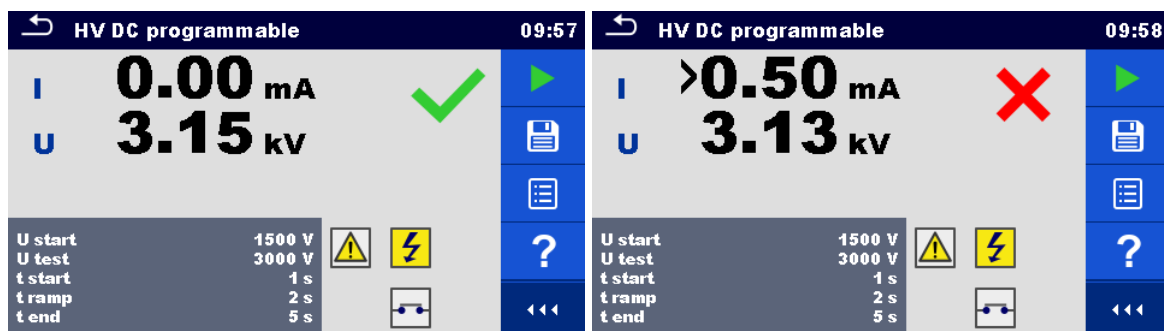 HV DC programmable 09:57
I 0.00 mA
U 3.15 kV
U start 1500 V
U test 3000 V
t start 1 s
t ramp 2 s
t end 5 s
?
HV DC programmable 09:58
I >0.50 mA
U 3.13 kV
U start 1500 V
U test 3000 V
t start 1 s
t ramp 2 s
t end 5 s
?